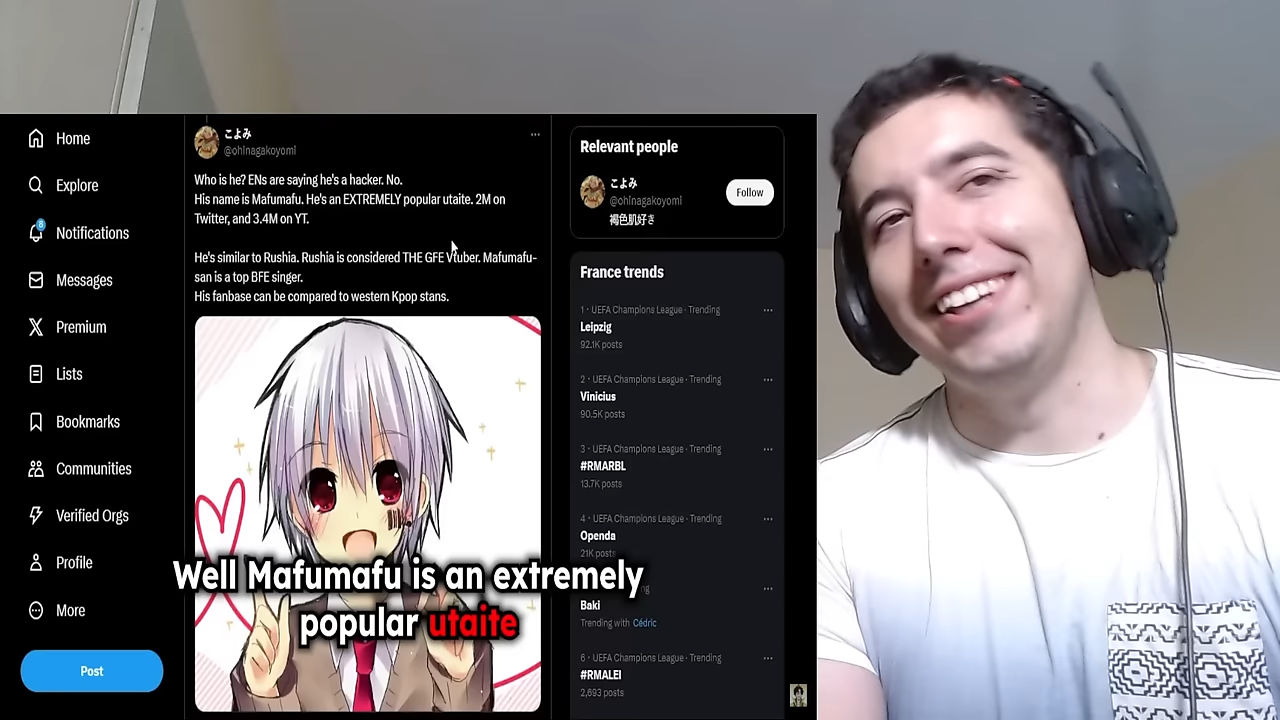 Home
Explore
8
Notifications
Messages
Premium
Lists
Bookmarks
Communities
Verified Orgs
Profile
More
Post
こよみ
@ohinagakoyomi
Who is he? ENs are saying he's a hacker. No.
His name is Mafumafu. He's an EXTREMELY popular utaite. 2M on
Twitter, and 3.4M on YT.
He's similar to Rushia. Rushia is considered THE GFE Vtuber. Mafumafu-
san is a top BFE singer.
His fanbase can be compared to western Kpop stans.
Well Mafumafu is an extremely
popular utaite
Relevant people
こよみ
@ohinagakoyomi
Follow
褐色肌好き
France trends
1 · UEFA Champions League · Trending
Leipzig
92.1K posts
2 · UEFA Champions League · Trending
Vinicius
90.5K posts
3 · UEFA Champions League · Trending
#RMARBL
13.7K posts
4 · UEFA Champions League · Trending
Openda
21K posts
Baki
Trending with Cédric
6 · UEFA Champions League · Trending
#RMALEI
2,693 posts